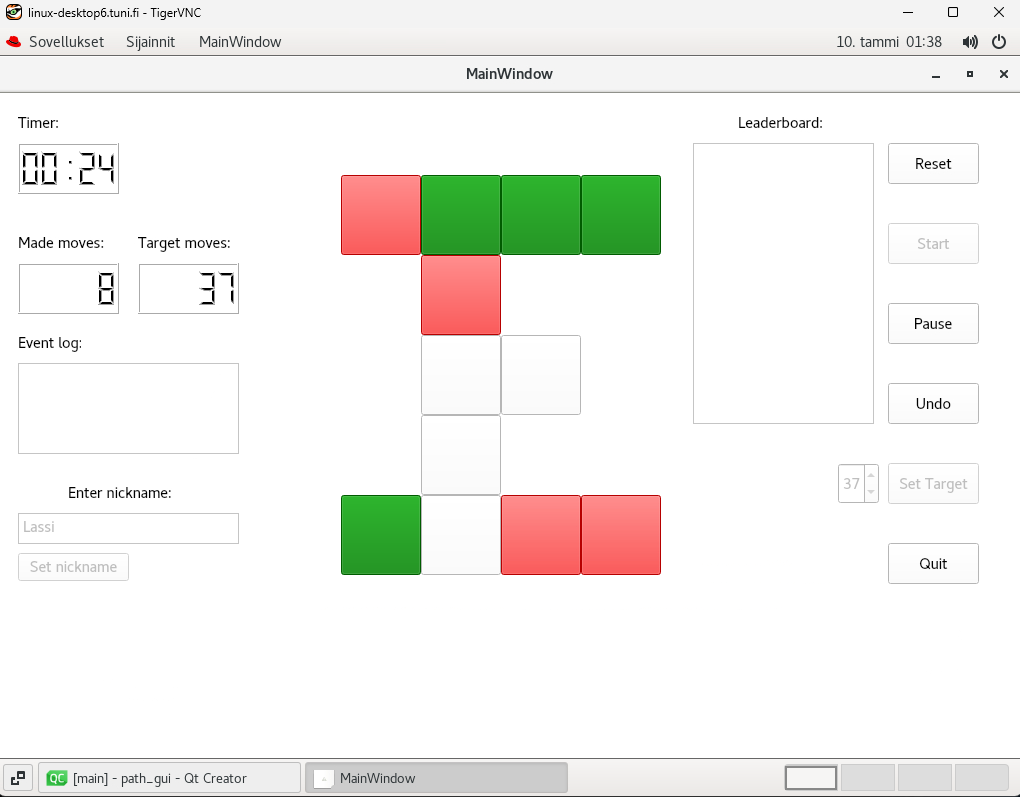 linux-desktop6.tuni.fi - TigerVNC
Sovellukset Sijainnit MainWindow 10. tammi 01:38
MainWindow
Timer:
00:24
Leaderboard:
Reset
Made moves: Target moves:
Start
8 37
Pause
Event log:
Undo
37 Set Target
Enter nickname:
Lassi
Set nickname
Quit
QC [main] - path_gui - Qt Creator MainWindow